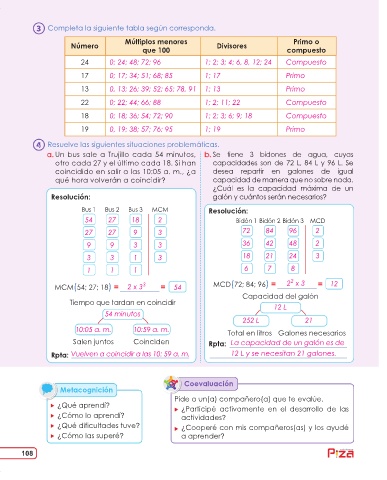 3 Completa la siguiente tabla según corresponda.
Número Múltiplos menores que 100 Divisores Primo o compuesto
24 0; 24; 48; 72; 96 1; 2; 3; 4; 6, 8, 12; 24 Compuesto
17 0; 17; 34; 51; 68; 85 1; 17 Primo
13 0, 13; 26; 39; 52; 65; 78, 91 1; 13 Primo
22 0; 22; 44; 66; 88 1; 2; 11; 22 Compuesto
18 0; 18; 36; 54; 72; 90 1; 2; 3; 6; 9; 18 Compuesto
19 0, 19; 38; 57; 76; 95 1; 19 Primo
4 Resuelve las siguientes situaciones problemáticas.
a. Un bus sale a Trujillo cada 54 minutos,
otro cada 27 y el último cada 18. Si han
coincidido en salir a las 10:05 a. m., ¿a
qué hora volverán a coincidir?
Resolución:
Bus 1 Bus 2 Bus 3 MCM
54 27 18 2
27 27 9 3
9 9 3 3
3 3 1 3
1 1 1
MCM(54; 27; 18) = 2 x 3³ = 54
Tiempo que tardan en coincidir
54 minutos
10:05 a. m. 10:59 a. m.
Salen juntos Coinciden
Rpta: Vuelven a coincidir a las 10: 59 a. m.
b. Se tiene 3 bidones de agua, cuyas
capacidades son de 72 L, 84 L y 96 L. Se
desea repartir en galones de igual
capacidad de manera que no sobre nada.
¿Cuál es la capacidad máxima de un
galón y cuántos serán necesarios?
Resolución:
Bidón 1 Bidón 2 Bidón 3 MCD
72 84 96 2
36 42 48 2
18 21 24 3
6 7 8
MCD(72; 84; 96) = 2² x 3 = 12
Capacidad del galón
12 L
252 L 21
Total en litros Galones necesarios
Rpta: La capacidad de un galón es de
12 L y se necesitan 21 galones.
Metacognición
¿Qué aprendí?
¿Cómo lo aprendí?
¿Qué dificultades tuve?
¿Cómo las superé?
Coevaluación
Pide a un(a) compañero(a) que te evalúe.
¿Participé activamente en el desarrollo de las
actividades?
¿Cooperé con mis compañeros(as) y los ayudé
a aprender?
108
Piza